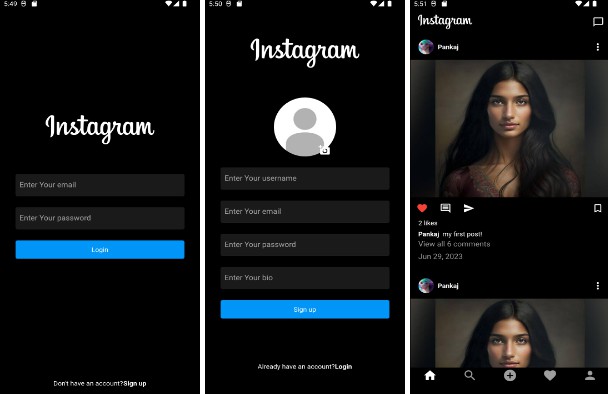 5:49
Instagram
Enter Your email
Enter Your password
Login
Don't have an account?Sign up
5:50
Instagram
Enter Your username
Enter Your email
Enter Your password
Enter Your bio
Sign up
Already have an account?Login
5:51
Instagram
Pankaj
2 likes
Pankaj my first post!
View all 6 comments
Jun 29, 2023
Pankaj